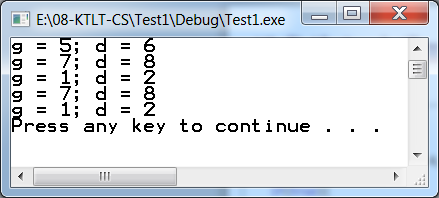 E:\08-KTLT-CS\Test1\Debug\Test1.exe
g = 5; d = 6
g = 7; d = 8
g = 1; d = 2
g = 7; d = 8
g = 1; d = 2
Press any key to continue . . .